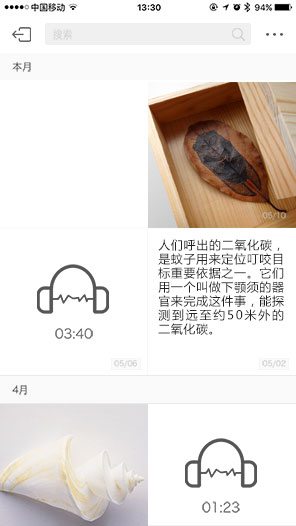 中国移动
13:30
94%
搜索
本月
05/10
人们呼出的二氧化碳，
是蚊子用来定位叮咬目
标重要依据之一。它们
用一个叫做下颚须的器
官来完成这件事，能探
测到远至约50米外的
二氧化碳。
03:40
05/06
05/02
4月
01:23